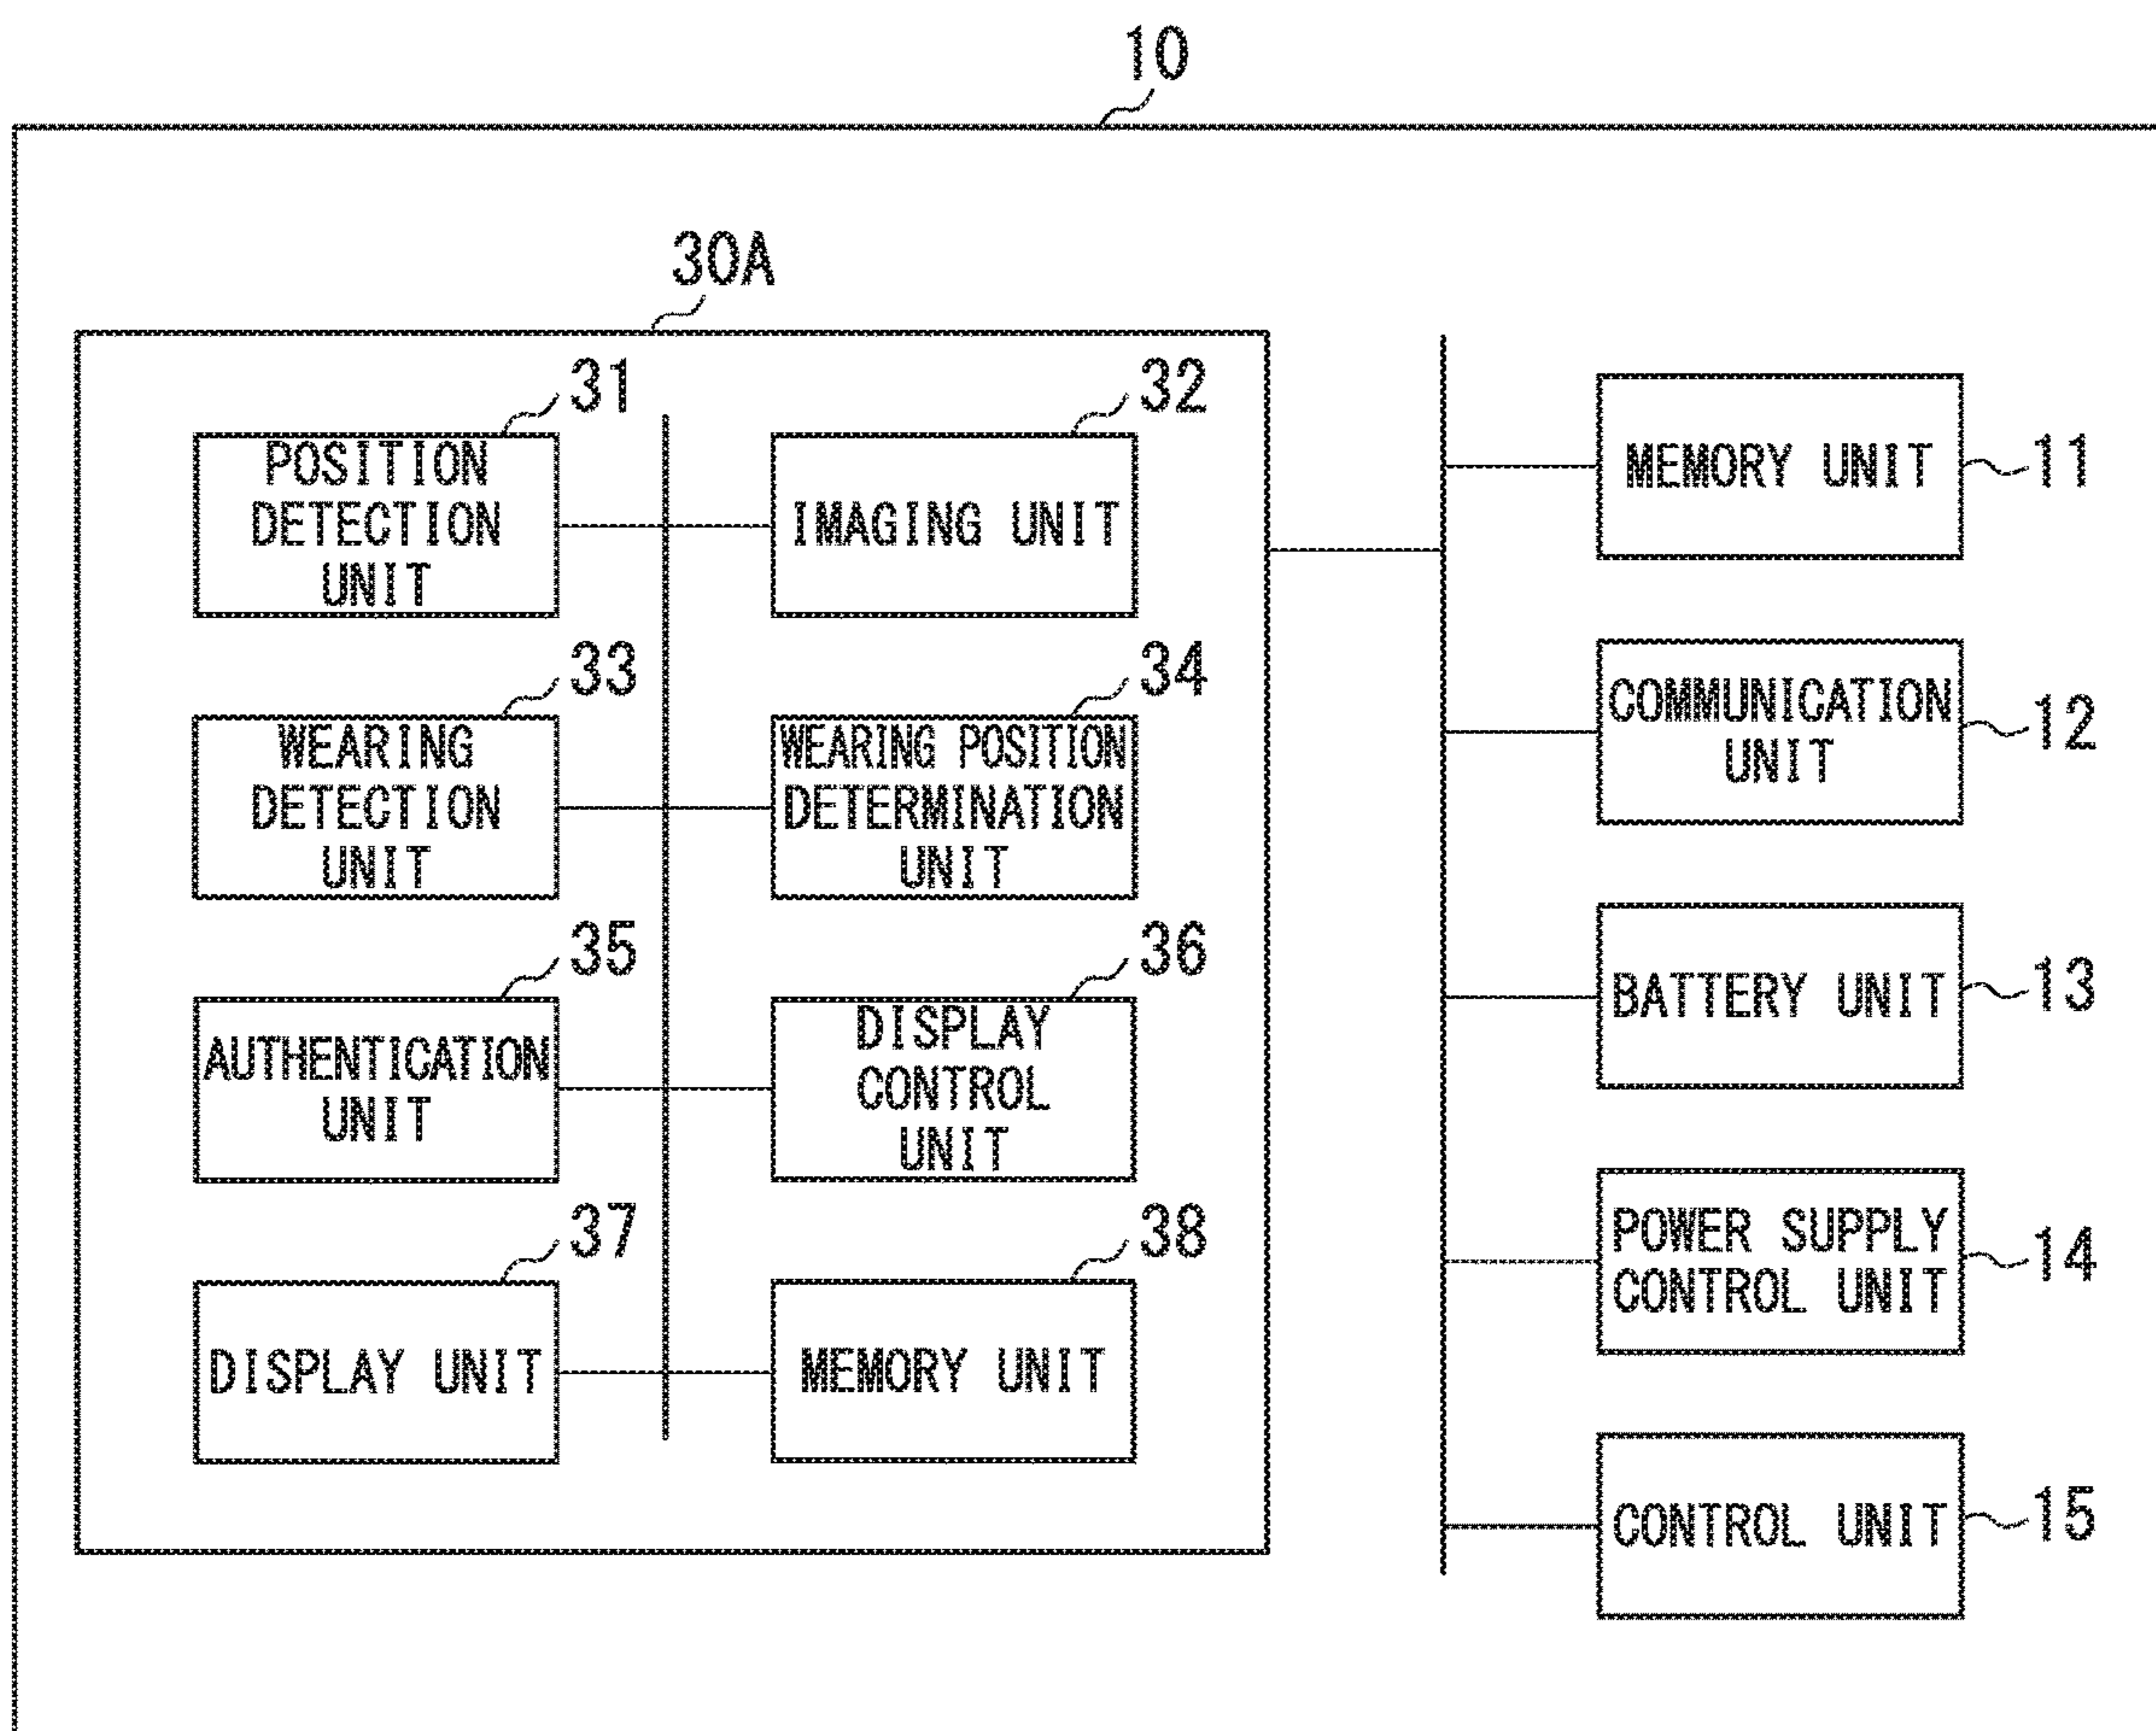 10
30A
31
POSITION
DETECTION
UNIT
32
IMAGING UNIT
33
WEARING
DETECTION
UNIT
34
WEARING POSITION
DETERMINATION
UNIT
35
AUTHENTICATION
UNIT
36
DISPLAY
CONTROL
UNIT
37
DISPLAY UNIT
38
MEMORY UNIT
MEMORY UNIT
11
COMMUNICATION
UNIT
12
BATTERY UNIT
13
POWER SUPPLY
CONTROL UNIT
14
CONTROL UNIT
15